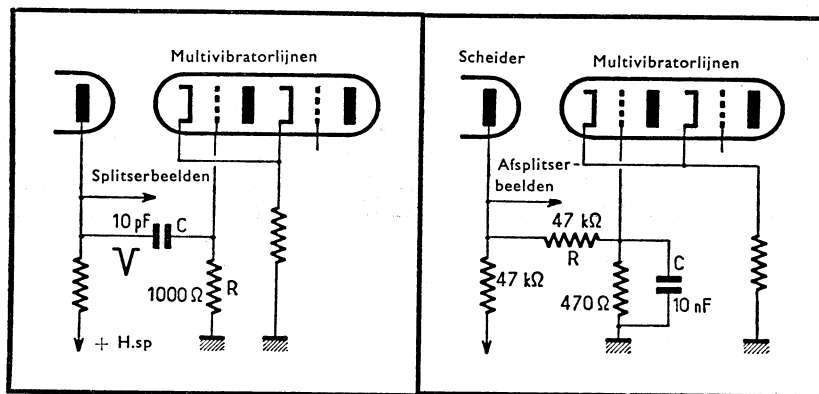 Multivibratorlijnen
Splitserbeelden
10 pF
C
1000 Ω
R
+ H.sp
Scheider
Multivibratorlijnen
Afsplitser-
beelden
47 kΩ
R
C
47 kΩ
470 Ω
10 nF